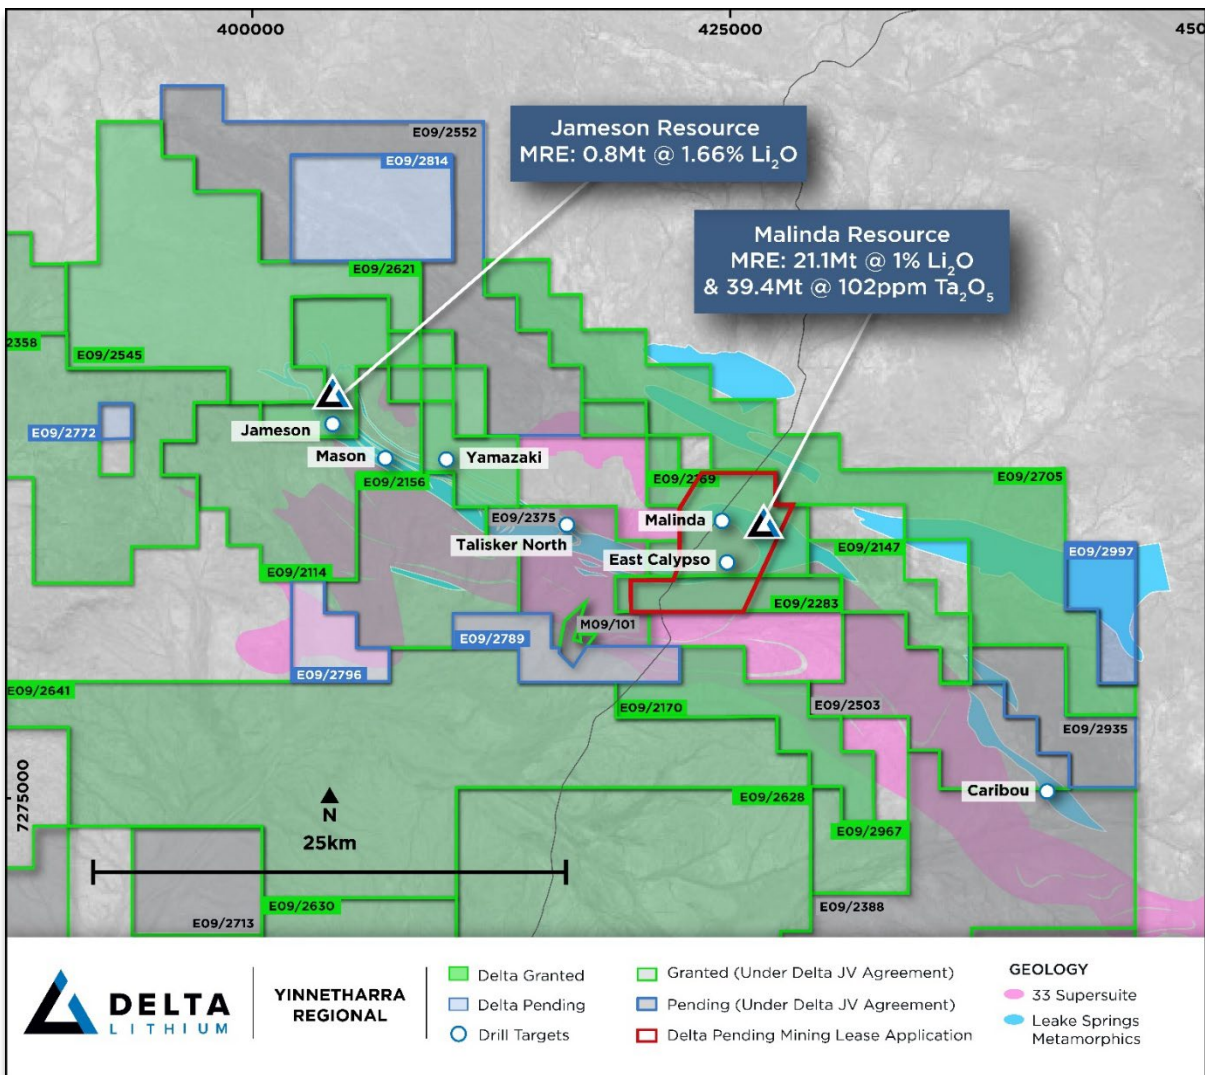 400000
425000
450
E09/2552
Jameson Resource
MRE: 0.8Mt @ 1.66% Li₂O
E09/2814
Malinda Resource
MRE: 21.1Mt @ 1% Li₂O
& 39.4Mt @ 102ppm Ta₂O₅
E09/2621
2358
E09/2545
E09/2772
Jameson
Mason
Yamazaki
E09/2156
E09/2169
E09/2705
E09/2375
Talisker North
Malinda
East Calypso
E09/2147
E09/2997
E09/2114
E09/2283
M09/101
E09/2789
E09/2796
E09/2641
E09/2170
E09/2503
E09/2935
7275000
N
25km
Caribou
E09/2628
E09/2967
E09/2713
E09/2630
E09/2388
DELTA
LITHIUM
YINNETHARRA
REGIONAL
Delta Granted
Delta Pending
Drill Targets
Granted (Under Delta JV Agreement)
Pending (Under Delta JV Agreement)
Delta Pending Mining Lease Application
GEOLOGY
33 Supersuite
Leake Springs
Metamorphics